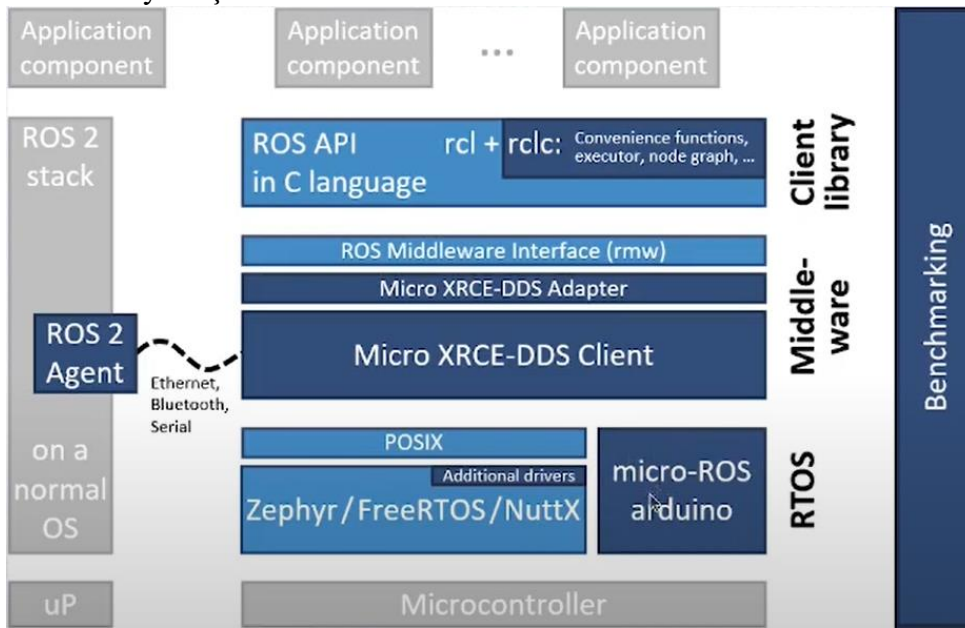 Application
component
Application
component
...
Application
component
ROS 2
stack
ROS API
in C language
rcl + rclc: Convenience functions,
executor, node graph, ...
Client
library
ROS Middleware Interface (rmw)
Micro XRCE-DDS Adapter
Micro XRCE-DDS Client
Middle-
ware
ROS 2
Agent
Ethernet,
Bluetooth,
Serial
on a
normal
OS
POSIX
Additional drivers
Zephyr/FreeRTOS/NuttX
micro-ROS
arduino
RTOS
uP
Microcontroller
Benchmarking